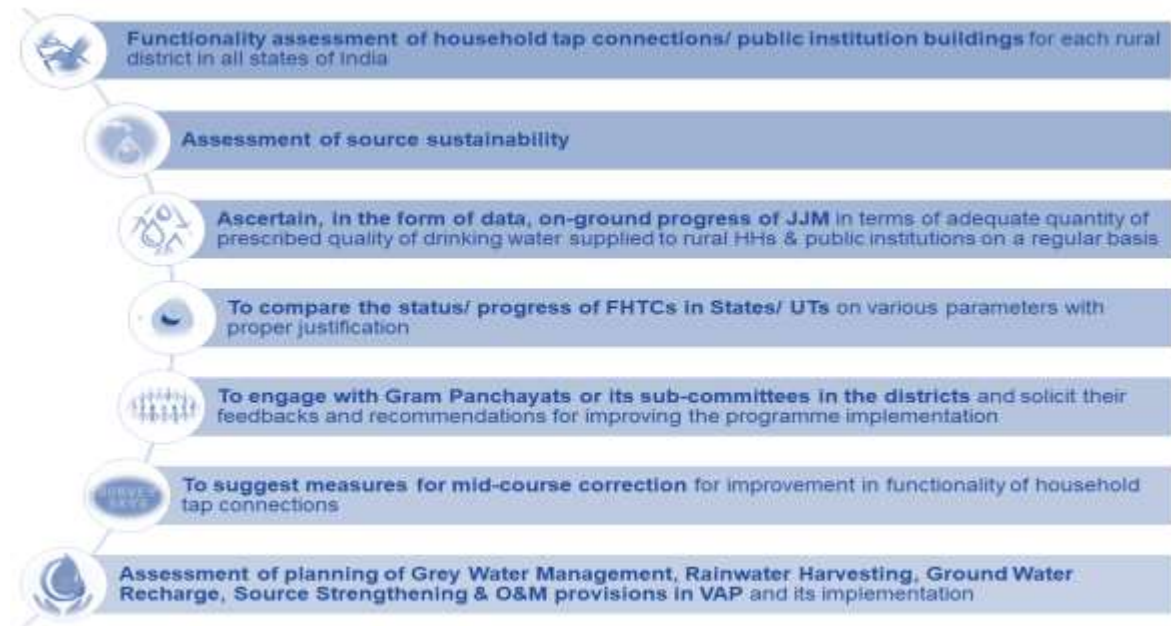 Functionality assessment of household tap connections/ public institution buildings for each rural
district in all states of India
Assessment of source sustainability
Ascertain, in the form of data, on-ground progress of JJM in terms of adequate quantity of
prescribed quality of drinking water supplied to rural HHs & public institutions on a regular basis
To compare the status/ progress of FHTCs in States/ UTs on various parameters with
proper justification
To engage with Gram Panchayats or its sub-committees in the districts and solicit their
feedbacks and recommendations for improving the programme implementation
To suggest measures for mid-course correction for improvement in functionality of household
tap connections
Assessment of planning of Grey Water Management, Rainwater Harvesting, Ground Water
Recharge, Source Strengthening & O&M provisions in VAP and its implementation